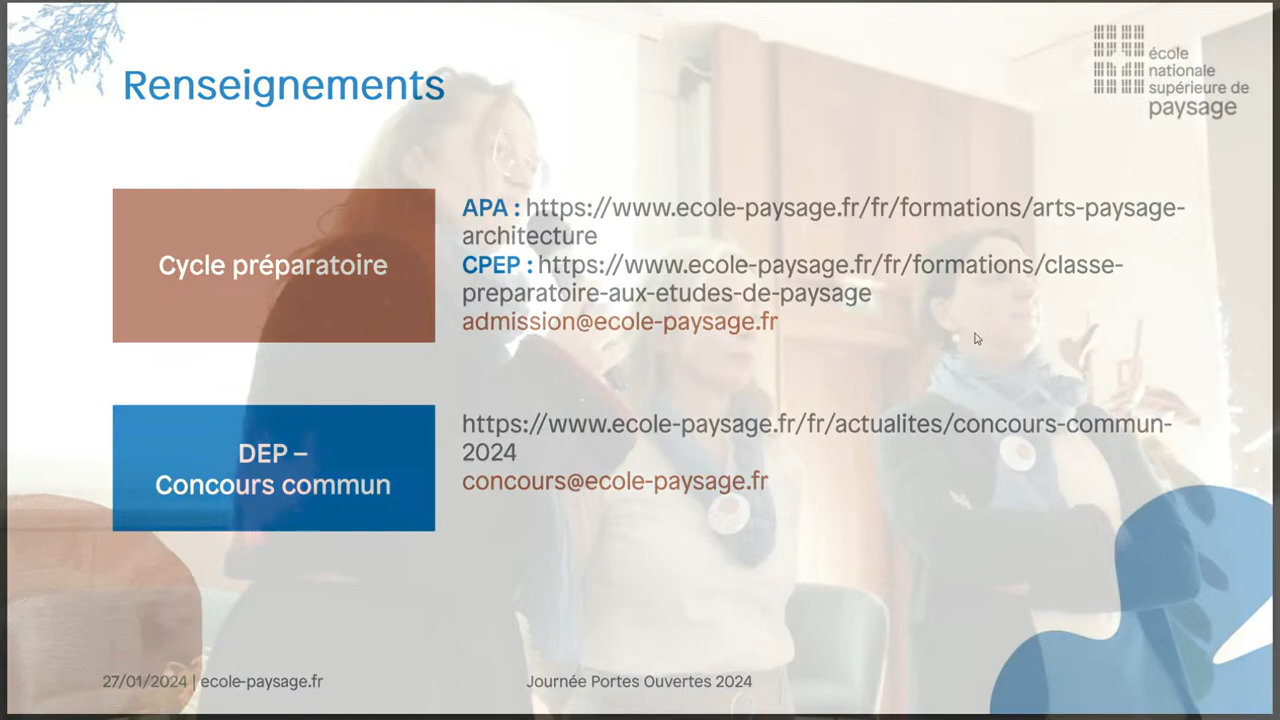 Renseignements
école
nationale
supérieure de
paysage
Cycle préparatoire
APA : https://www.ecole-paysage.fr/fr/formations/arts-paysage-
architecture
CPEP : https://www.ecole-paysage.fr/fr/formations/classe-
preparatoire-aux-etudes-de-paysage
admission@ecole-paysage.fr
DEP –
Concours commun
https://www.ecole-paysage.fr/fr/actualites/concours-commun-
2024
concours@ecole-paysage.fr
27/01/2024 | ecole-paysage.fr
Journée Portes Ouvertes 2024